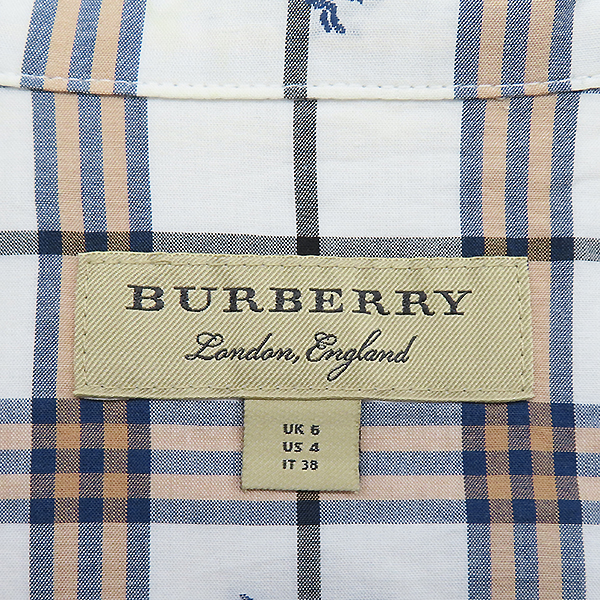 BURBERRY
London, England
UK 6
US 4
IT 38